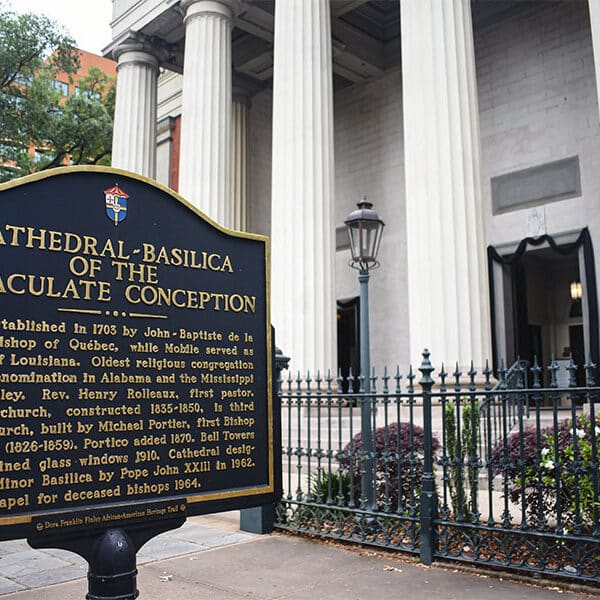 ATHEDRAL-BASILICA
OF THE
ACULATE CONCEPTION
tablished in 1703 by John-Baptiste de la
ishop of Québec, while Mobile served as
f Louisiana. Oldest religious congregation
enomination in Alabama and the Mississippi
ley. Rev. Henry Rolleaux, first pastor.
church, constructed 1835-1850, is third
urch, built by Michael Portier, first Bishop
(1826-1859). Portico added 1870. Bell Towers
ined glass windows 1910. Cathedral desig-
Minor Basilica by Pope John XXIII in 1962.
apel for deceased bishops 1964.
Dora Franklin Finley African-American Heritage Trail